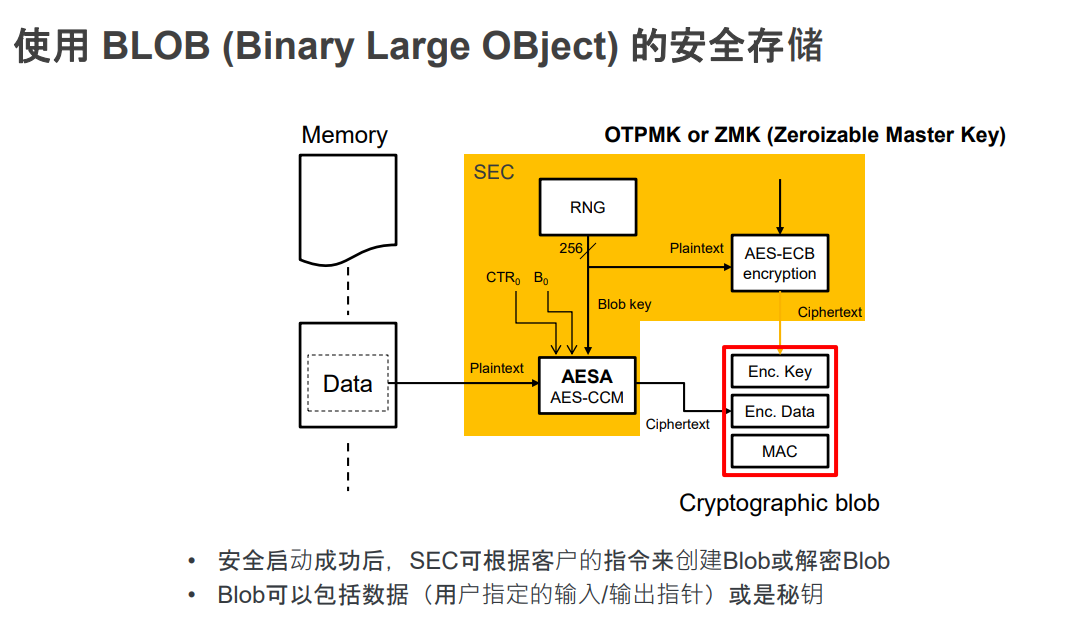 使用 BLOB (Binary Large OBject) 的安全存储
Memory
OTPMK or ZMK (Zeroizable Master Key)
SEC
RNG
256
Plaintext
AES-ECB
encryption
CTR₀
B₀
Blob key
Ciphertext
Data
Plaintext
AESA
AES-CCM
Ciphertext
Enc. Key
Enc. Data
MAC
Cryptographic blob
• 安全启动成功后，SEC可根据客户的指令来创建Blob或解密Blob
• Blob可以包括数据（用户指定的输入/输出指针）或是秘钥